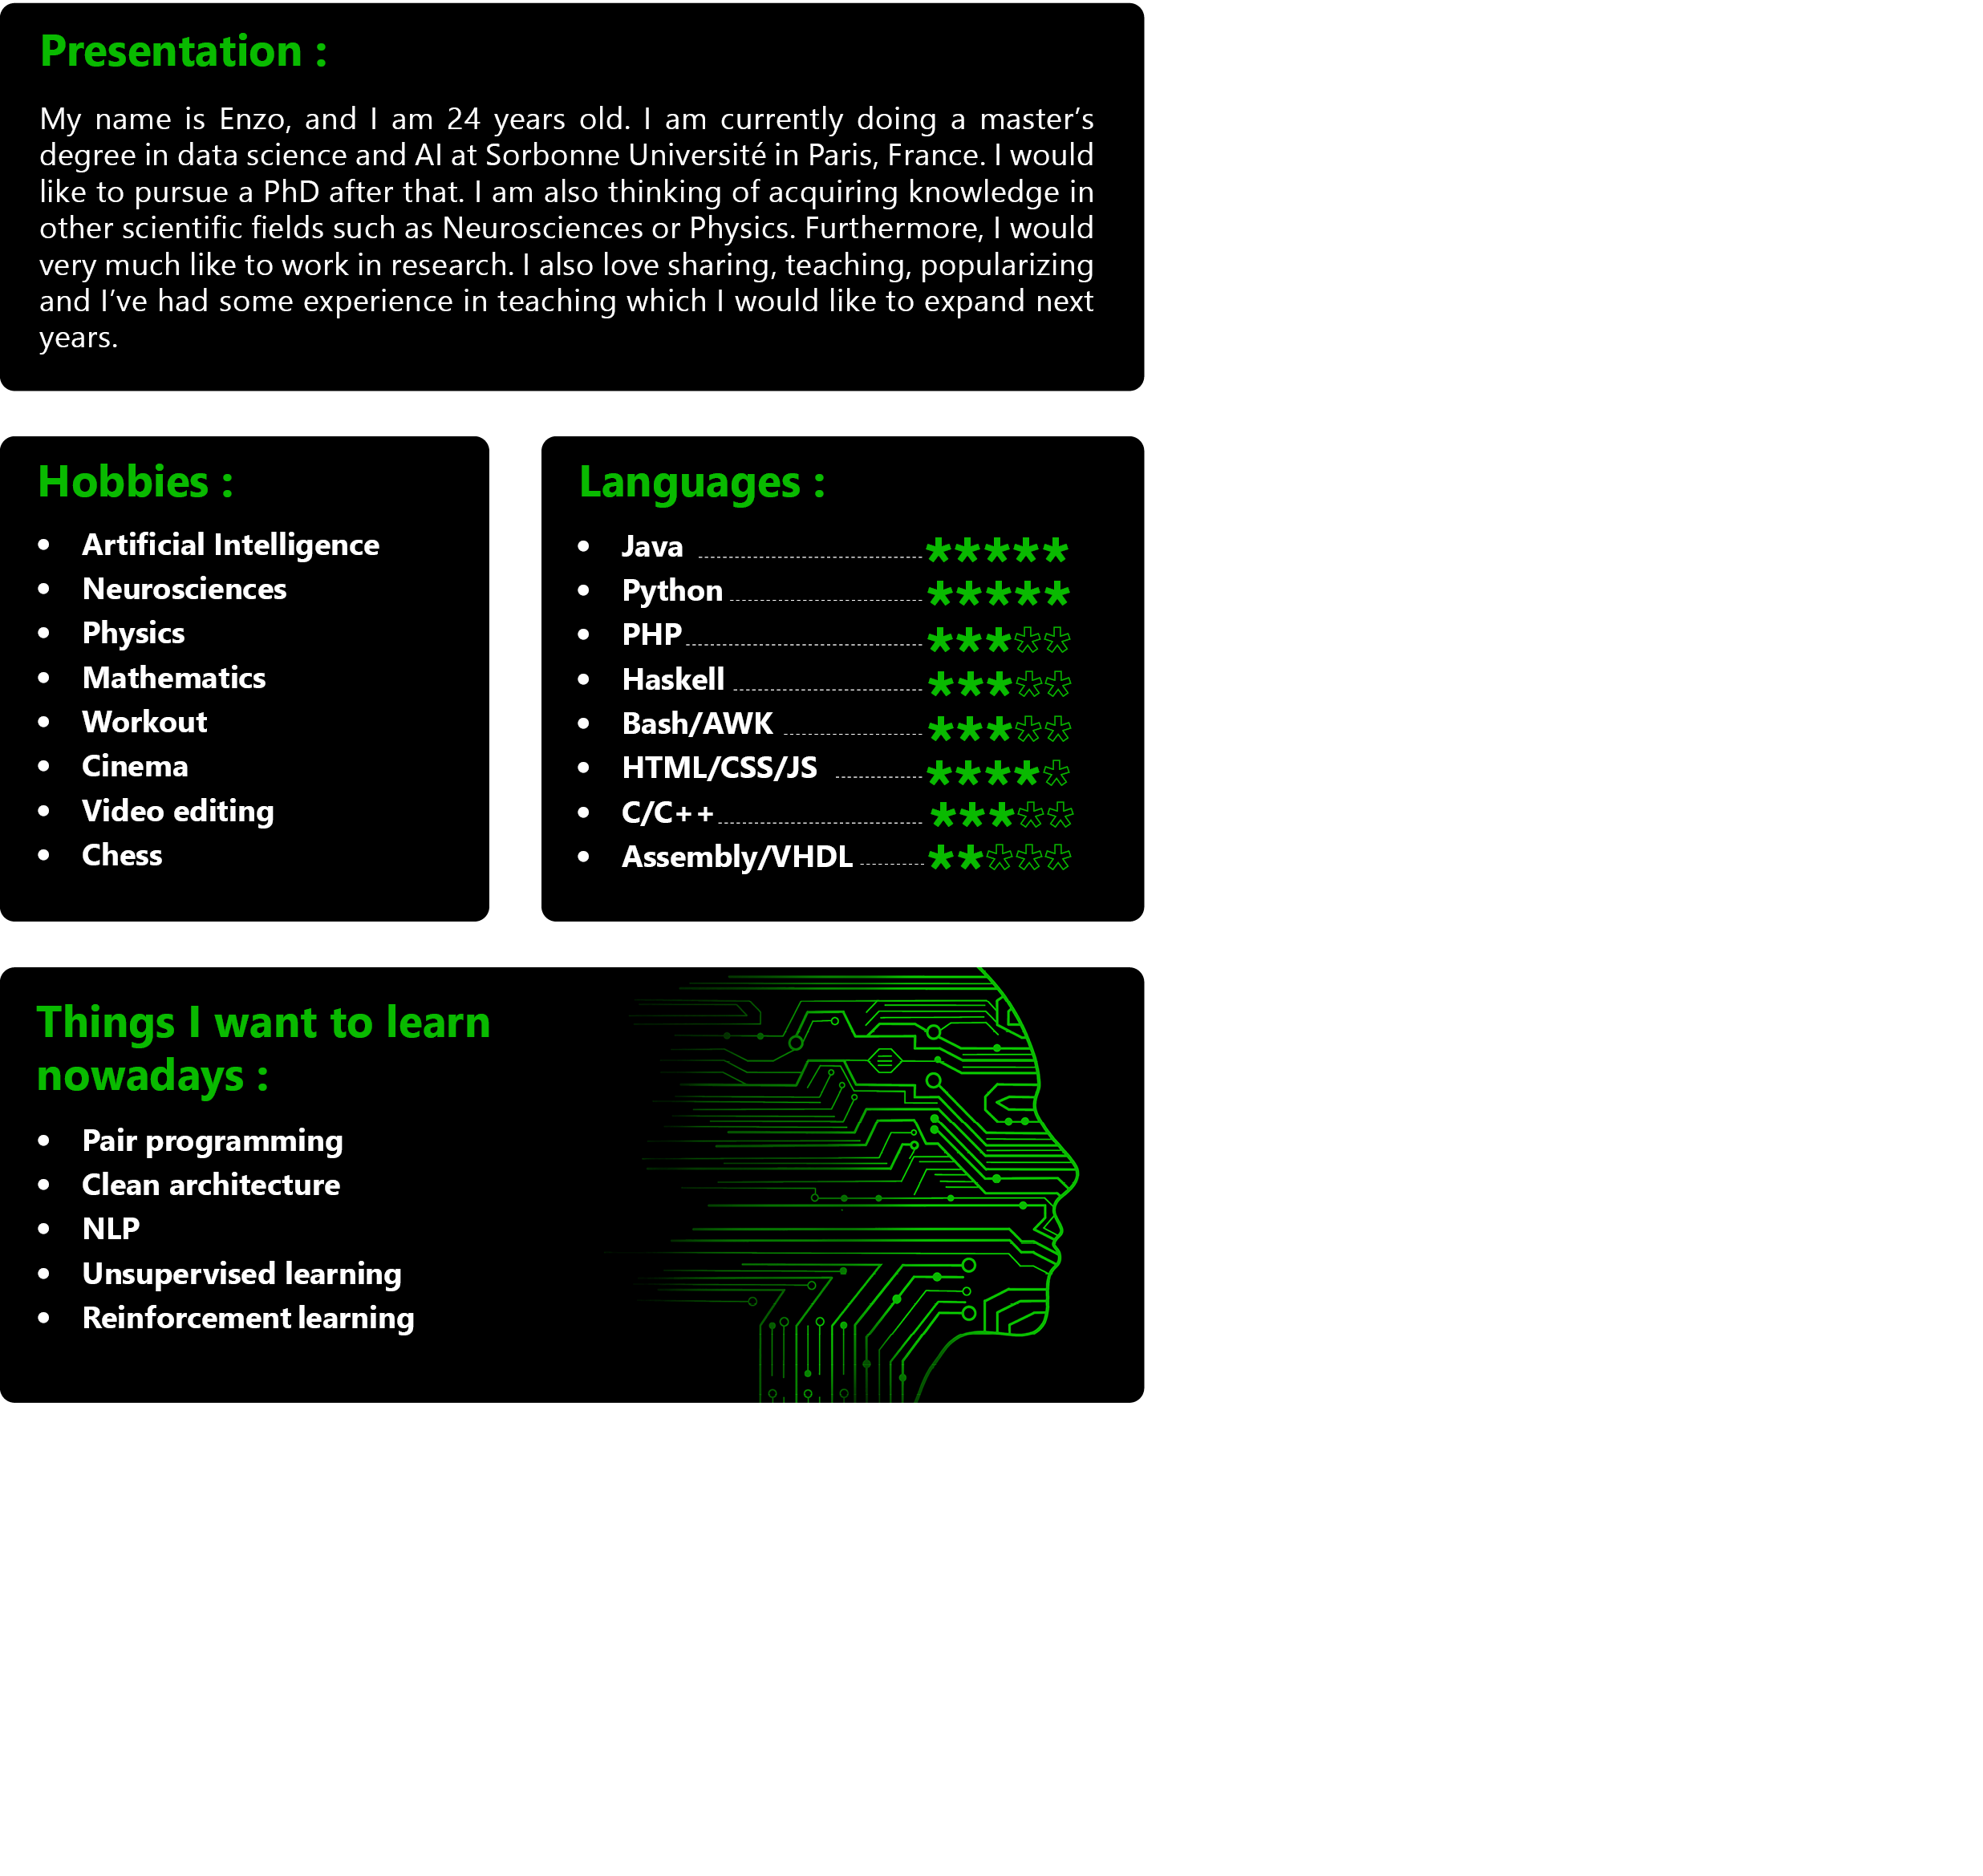 Presentation :
My name is Enzo, and I am 24 years old. I am currently doing a master’s
degree in data science and AI at Sorbonne Université in Paris, France. I would
like to pursue a PhD after that. I am also thinking of acquiring knowledge in
other scientific fields such as Neurosciences or Physics. Furthermore, I would
very much like to work in research. I also love sharing, teaching, popularizing
and I’ve had some experience in teaching which I would like to expand next
years.
Hobbies :
• Artificial Intelligence
• Neurosciences
• Physics
• Mathematics
• Workout
• Cinema
• Video editing
• Chess
Languages :
• Java
• Python
• PHP
• Haskell
• Bash/AWK
• HTML/CSS/JS
• C/C++
• Assembly/VHDL
Things I want to learn
nowadays :
• Pair programming
• Clean architecture
• NLP
• Unsupervised learning
• Reinforcement learning